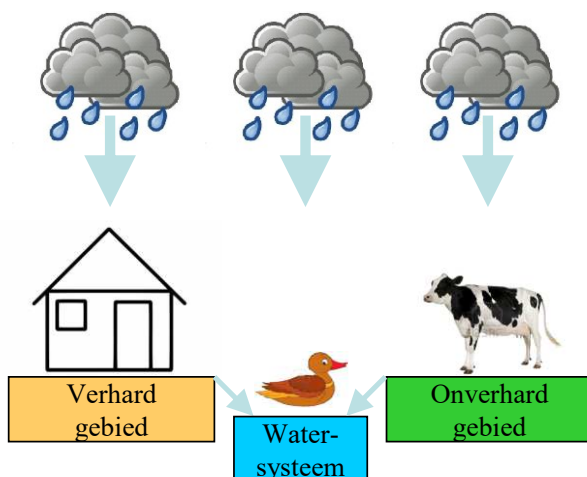 Verhard
gebied
Water-
systeem
Onverhard
gebied